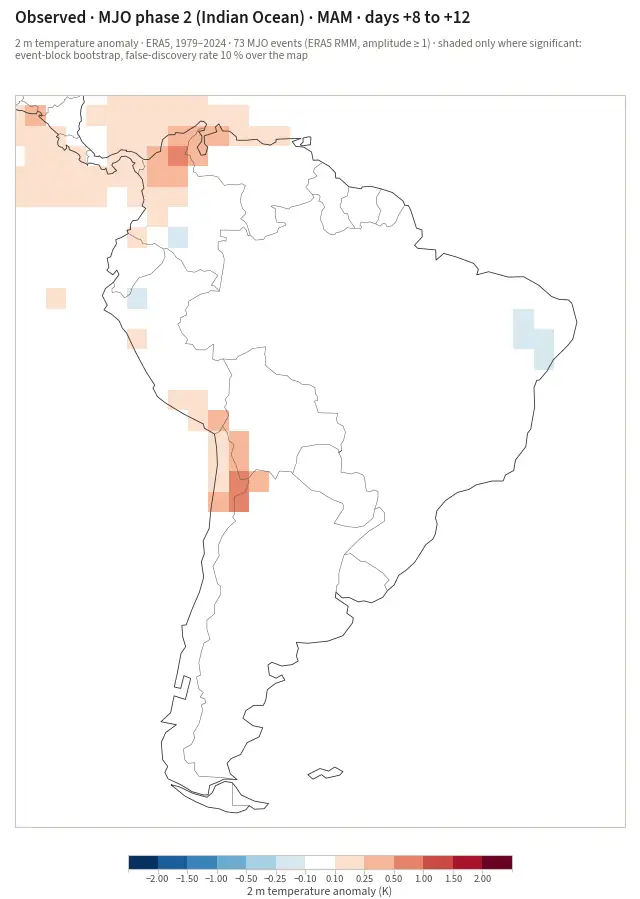 Observed · MJO phase 2 (Indian Ocean) · MAM · days +8 to +12
2 m temperature anomaly · ERA5, 1979–2024 · 73 MJO events (ERA5 RMM, amplitude ≥ 1) · shaded only where significant:
event-block bootstrap, false-discovery rate 10 % over the map
−2.00 −1.50 −1.00 −0.50 −0.25 −0.10 0.10 0.25 0.50 1.00 1.50 2.00
2 m temperature anomaly (K)